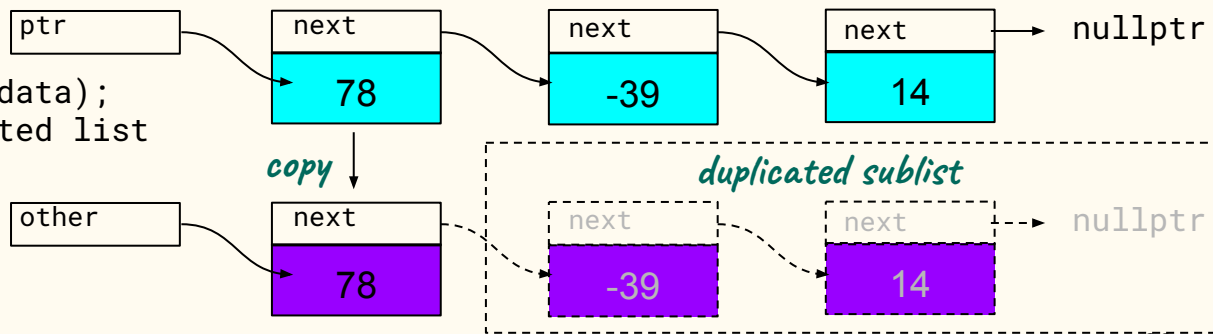 ptr
next
next
next
nullptr
78
-39
14
data);
ted list
copy
duplicated sublist
other
next
next
next
nullptr
78
-39
14